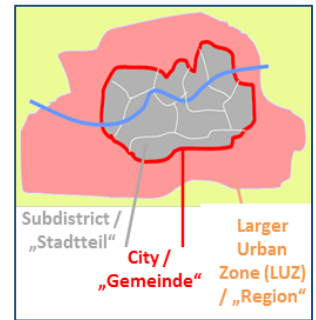 Subdistrict /
„Stadtteil“
City /
„Gemeinde“
Larger
Urban
Zone (LUZ)
/ „Region“